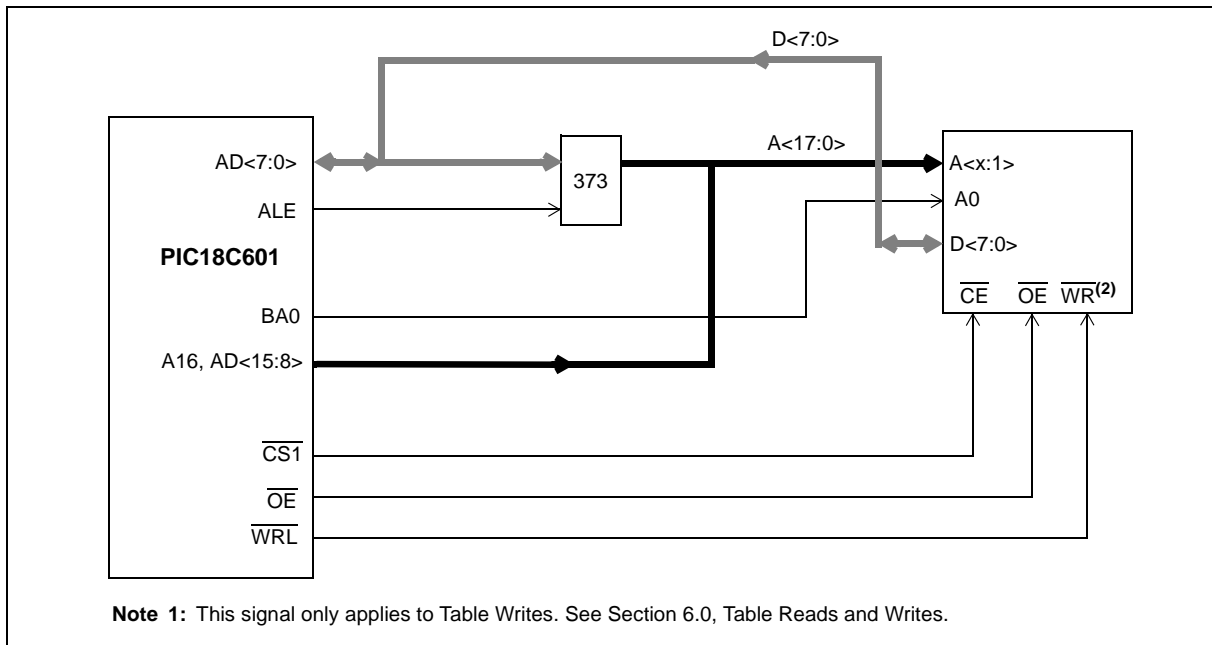 D<7:0>
AD<7:0>
373
A<17:0>
A<x:1>
ALE
A0
PIC18C601
D<7:0>
CE OE WR(2)
BA0
A16, AD<15:8>
CS1
OE
WRL
Note 1: This signal only applies to Table Writes. See Section 6.0, Table Reads and Writes.